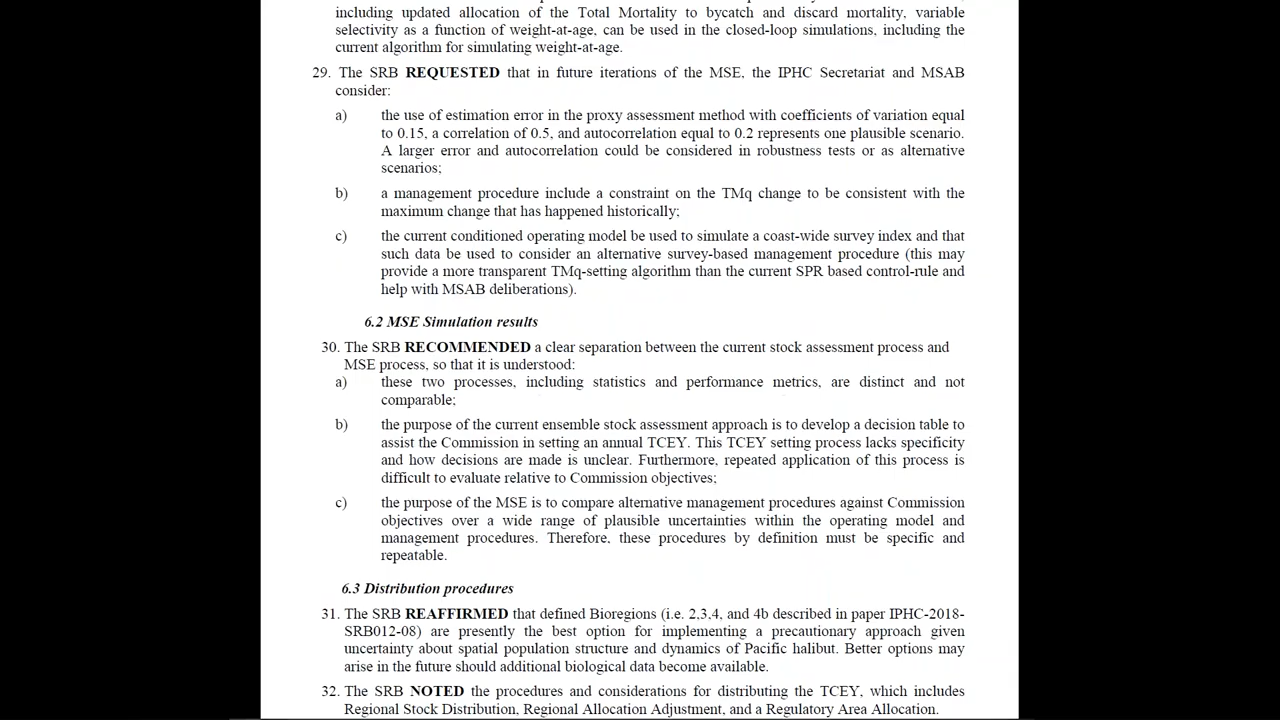 including updated allocation of the Total Mortality to bycatch and discard mortality, variable
selectivity as a function of weight-at-age, can be used in the closed-loop simulations, including the
current algorithm for simulating weight-at-age.
29. The SRB REQUESTED that in future iterations of the MSE, the IPHC Secretariat and MSAB
consider:
a) the use of estimation error in the proxy assessment method with coefficients of variation equal
to 0.15, a correlation of 0.5, and autocorrelation equal to 0.2 represents one plausible scenario.
A larger error and autocorrelation could be considered in robustness tests or as alternative
scenarios;
b) a management procedure include a constraint on the TMq change to be consistent with the
maximum change that has happened historically;
c) the current conditioned operating model be used to simulate a coast-wide survey index and that
such data be used to consider an alternative survey-based management procedure (this may
provide a more transparent TMq-setting algorithm than the current SPR based control-rule and
help with MSAB deliberations).
6.2 MSE Simulation results
30. The SRB RECOMMENDED a clear separation between the current stock assessment process and
MSE process, so that it is understood:
a) these two processes, including statistics and performance metrics, are distinct and not
comparable;
b) the purpose of the current ensemble stock assessment approach is to develop a decision table to
assist the Commission in setting an annual TCEY. This TCEY setting process lacks specificity
and how decisions are made is unclear. Furthermore, repeated application of this process is
difficult to evaluate relative to Commission objectives;
c) the purpose of the MSE is to compare alternative management procedures against Commission
objectives over a wide range of plausible uncertainties within the operating model and
management procedures. Therefore, these procedures by definition must be specific and
repeatable.
6.3 Distribution procedures
31. The SRB REAFFIRMED that defined Bioregions (i.e. 2,3,4, and 4b described in paper IPHC-2018-
SRB012-08) are presently the best option for implementing a precautionary approach given
uncertainty about spatial population structure and dynamics of Pacific halibut. Better options may
arise in the future should additional biological data become available.
32. The SRB NOTED the procedures and considerations for distributing the TCEY, which includes
Regional Stock Distribution, Regional Allocation Adjustment, and a Regulatory Area Allocation.